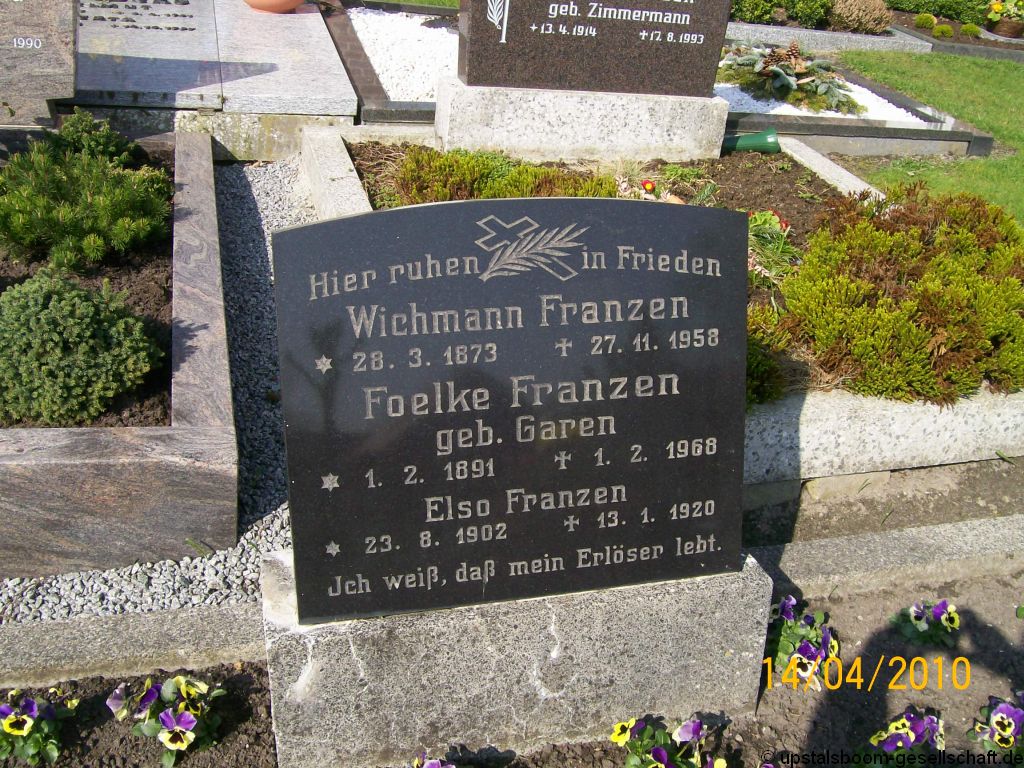 1990
geb. Zimmermann
* 13.4.1914 ✝ 17.8.1993
Hier ruhen in Frieden
Wichmann Franzen
* 28. 3. 1873 ✝ 27. 11. 1958
Foelke Franzen
geb. Garen
* 1. 2. 1891 ✝ 1. 2. 1968
Elso Franzen
* 23. 8. 1902 ✝ 13. 1. 1920
Jch weiß, daß mein Erlöser lebt.
14/04/2010
© upstalsboom-gesellschaft.de